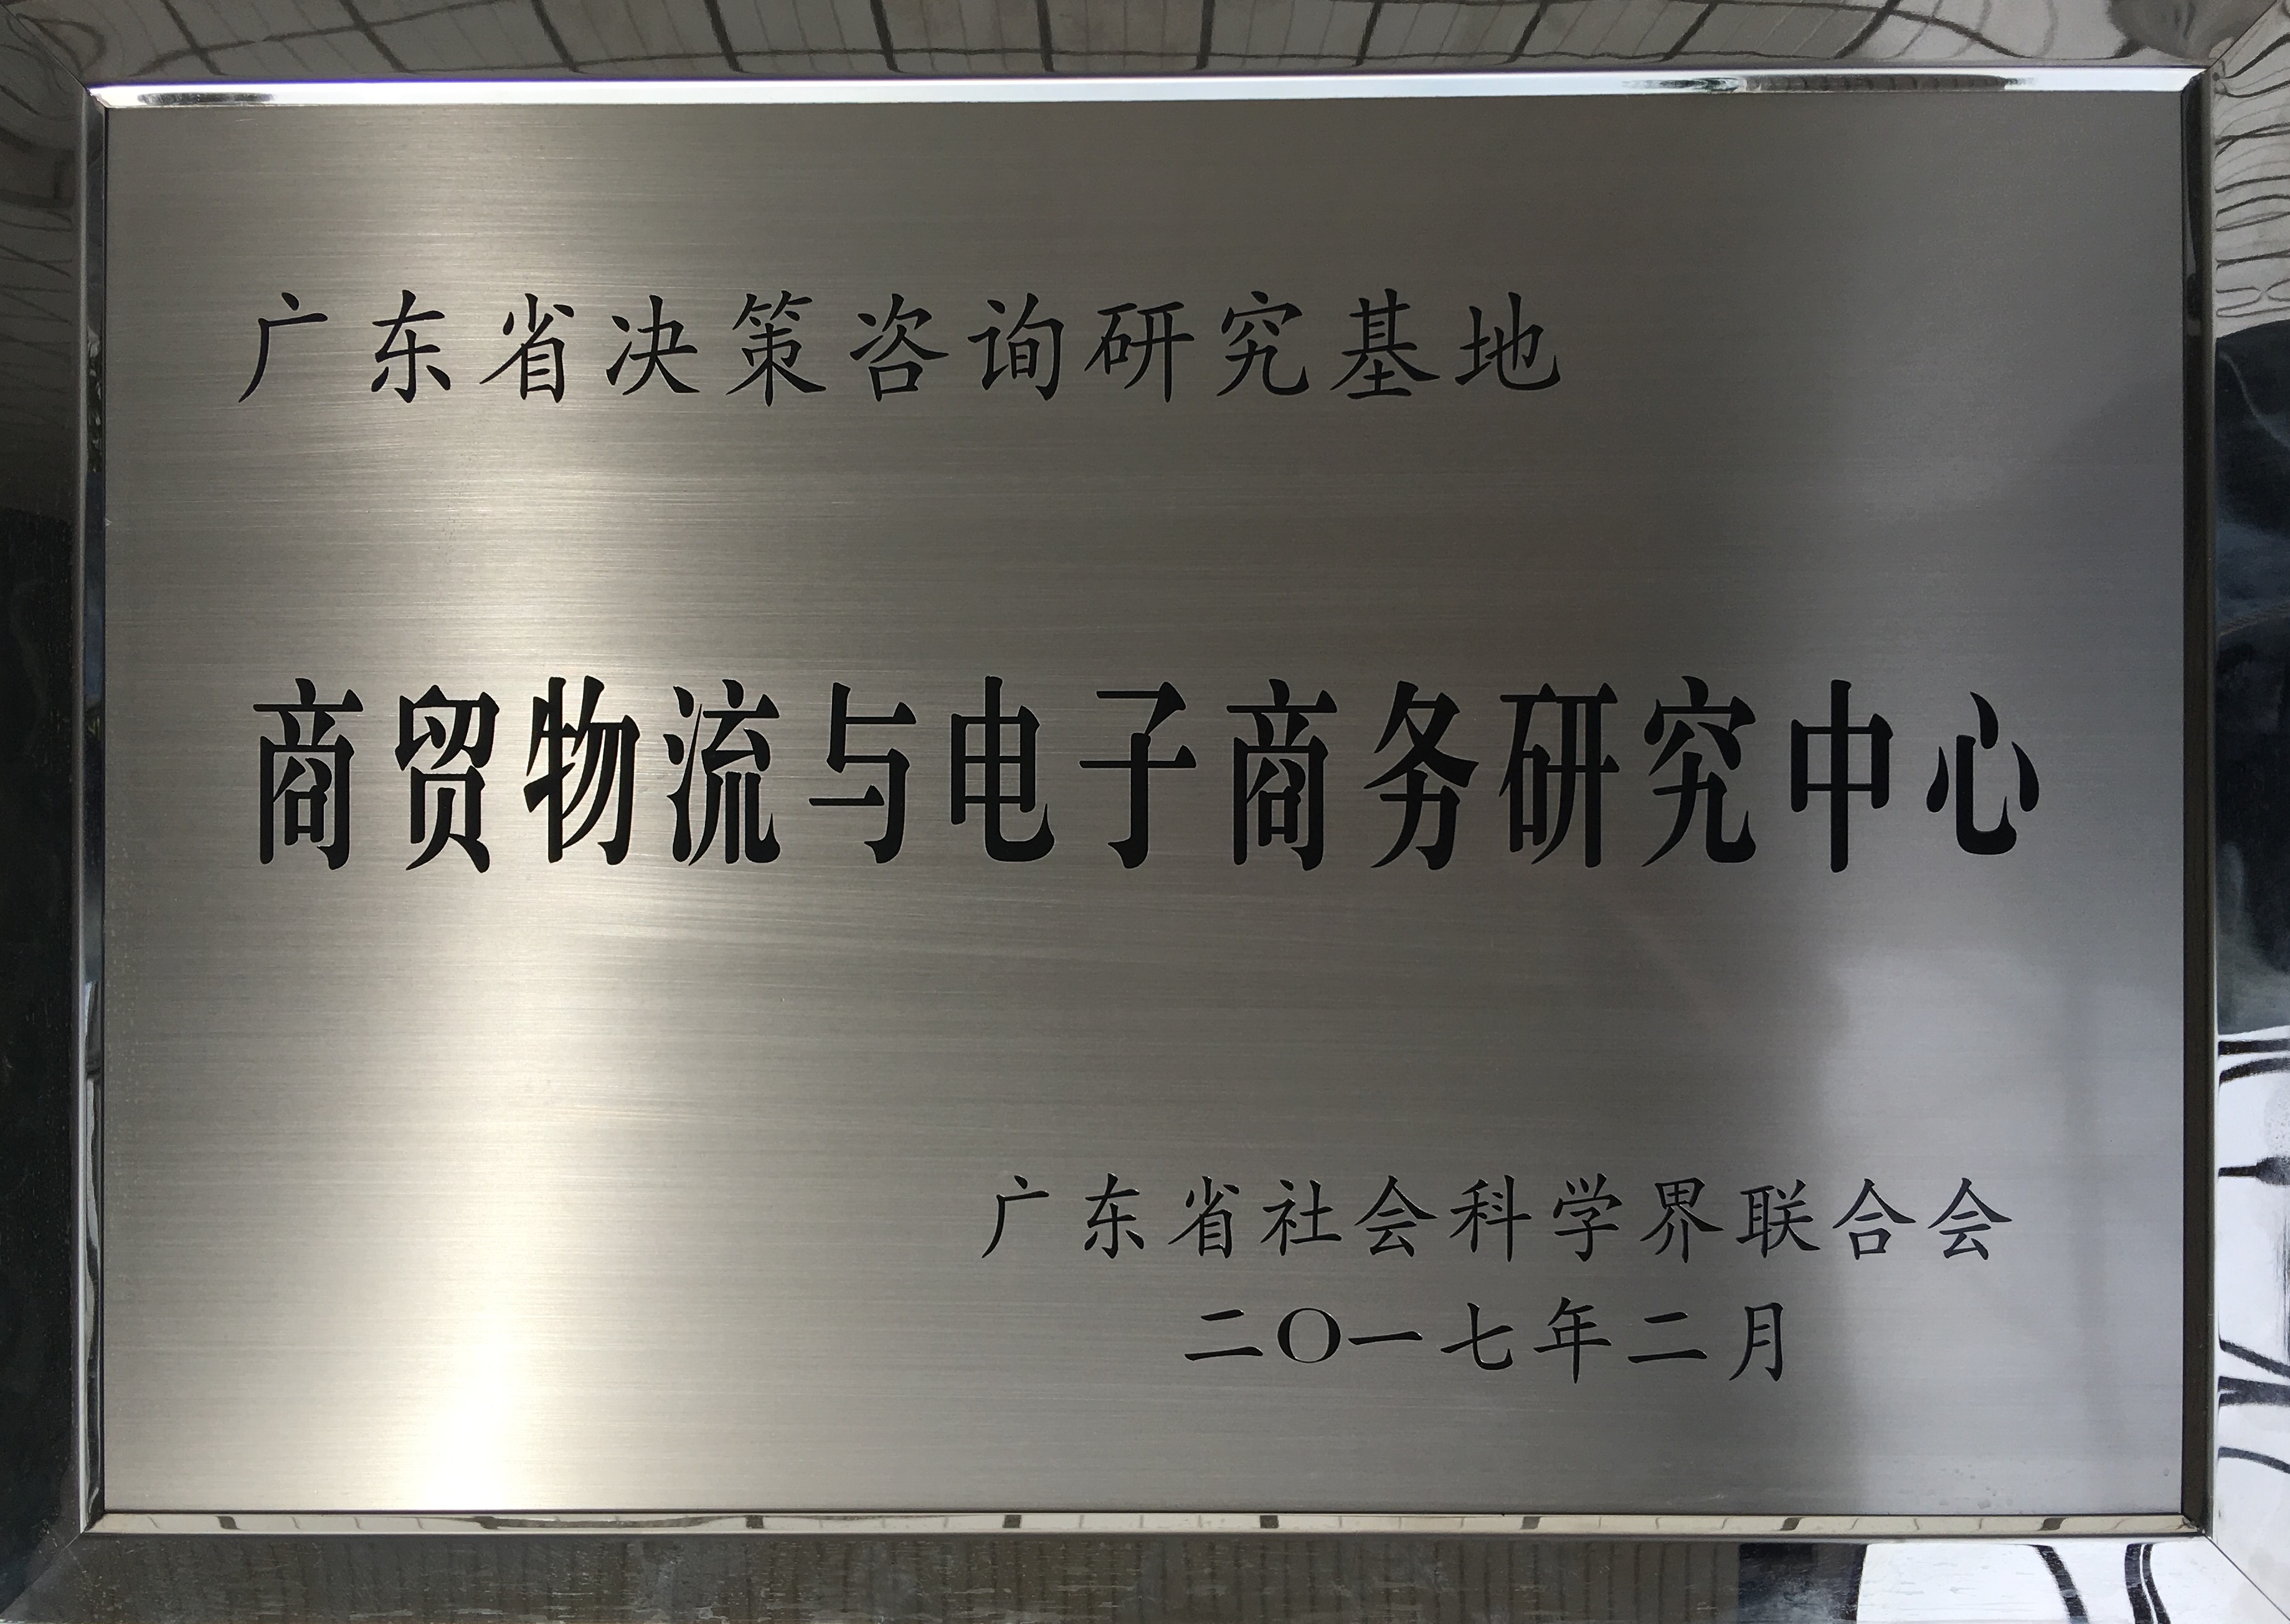 广东省决策咨询研究基地
商贸物流与电子商务研究中心
广东省社会科学界联合会
二〇一七年二月